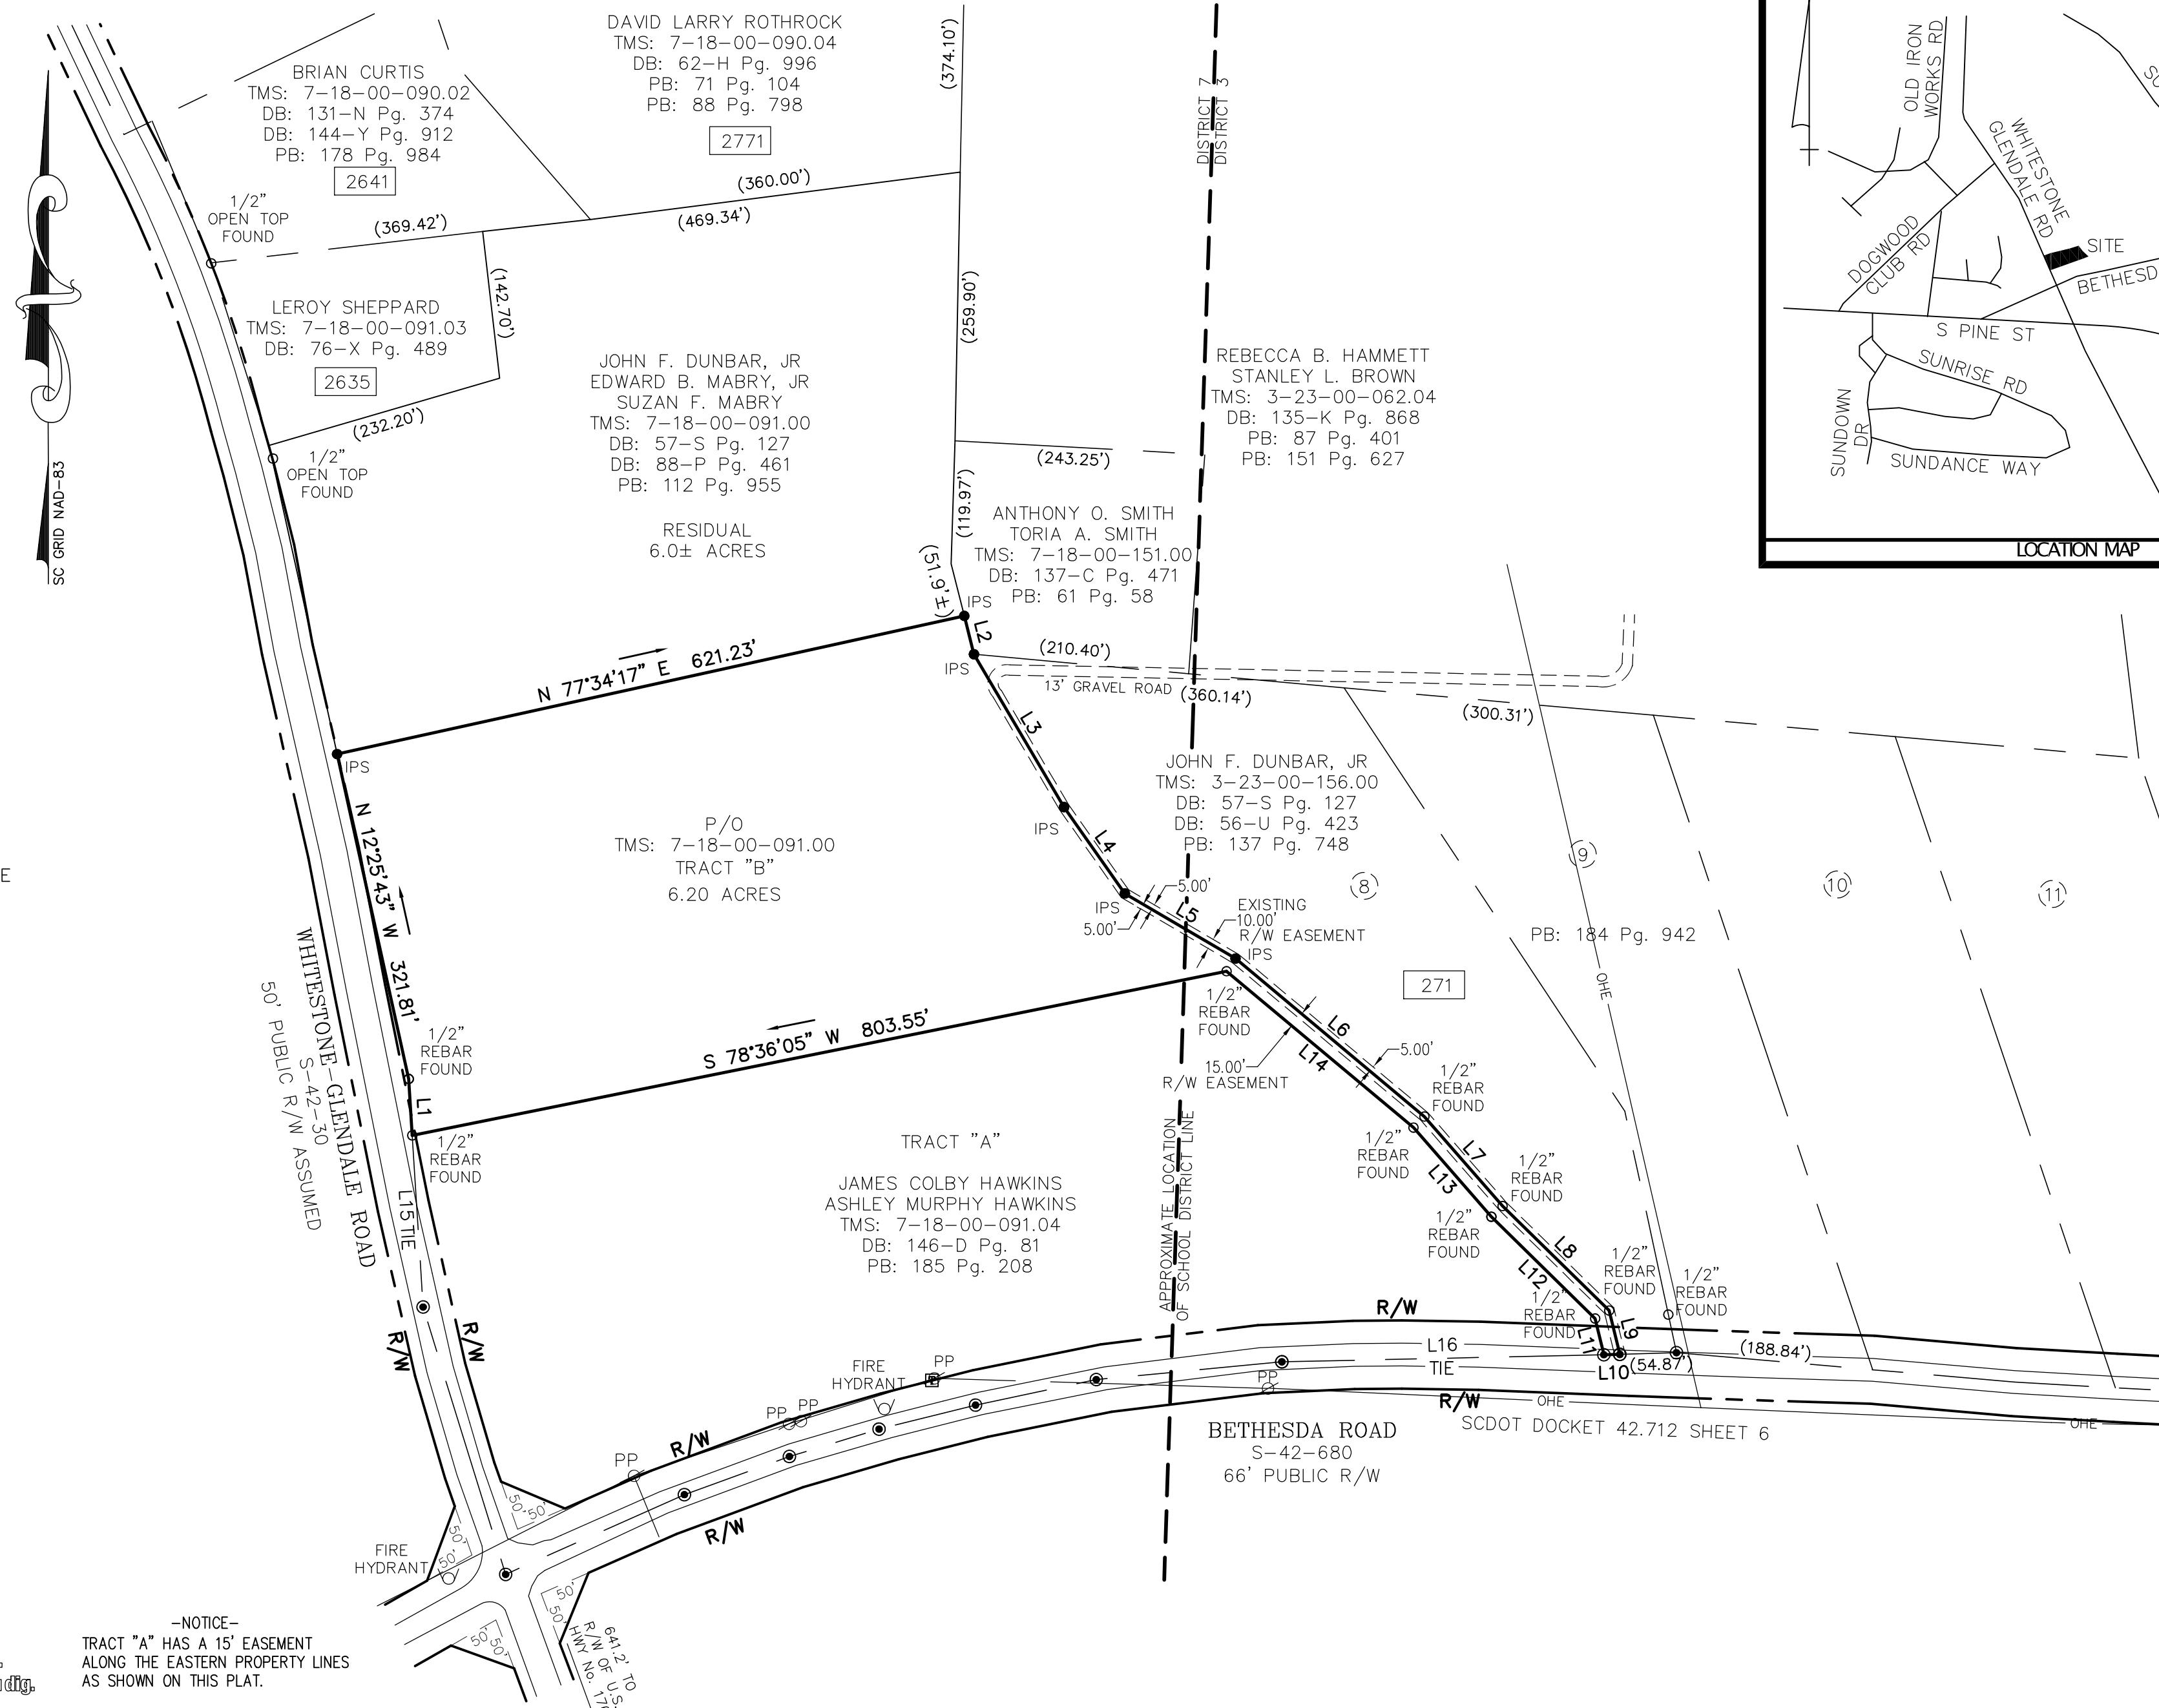 DAVID LARRY ROTHROCK
TMS: 7-18-00-090.04
DB: 62-H Pg. 996
PB: 71 Pg. 104
PB: 88 Pg. 798
2771
BRIAN CURTIS
TMS: 7-18-00-090.02
DB: 131-N Pg. 374
DB: 144-Y Pg. 912
PB: 178 Pg. 984
2641
(374.10')
DISTRICT 7
DISTRICT 3
1/2"
OPEN TOP
FOUND
(369.42')
(360.00')
(469.34')
(142.70')
(259.90')
LEROY SHEPPARD
TMS: 7-18-00-091.03
DB: 76-X Pg. 489
2635
(232.20')
1/2"
OPEN TOP
FOUND
SC GRID NAD-83
JOHN F. DUNBAR, JR
EDWARD B. MABRY, JR
SUZAN F. MABRY
TMS: 7-18-00-091.00
DB: 57-S Pg. 127
DB: 88-P Pg. 461
PB: 112 Pg. 955
RESIDUAL
6.0± ACRES
REBECCA B. HAMMETT
STANLEY L. BROWN
TMS: 3-23-00-062.04
DB: 135-K Pg. 868
PB: 87 Pg. 401
PB: 151 Pg. 627
(243.25')
(119.97')
(51.9'±)
ANTHONY O. SMITH
TORIA A. SMITH
TMS: 7-18-00-151.00
DB: 137-C Pg. 471
PB: 61 Pg. 58
OLD IRON
WORKS RD
WHITESTONE
GLENDALE RD
DOGWOOD
CLUB RD
SITE
BETHESD
S PINE ST
SUNRISE RD
SUNDOWN
DR
SUNDANCE WAY
LOCATION MAP
IPS
L2
IPS
(210.40')
13' GRAVEL ROAD
(360.14')
(300.31')
N 77°34'17" E 621.23'
IPS
L3
IPS
L4
IPS
N 12°25'43" W 321.81'
P/O
TMS: 7-18-00-091.00
TRACT "B"
6.20 ACRES
JOHN F. DUNBAR, JR
TMS: 3-23-00-156.00
DB: 57-S Pg. 127
DB: 56-U Pg. 423
PB: 137 Pg. 748
8
9
10
11
PB: 184 Pg. 942
E
5.00'
5.00'
L5
EXISTING
10.00'
R/W EASEMENT
IPS
271
OHE
1/2"
REBAR
FOUND
S 78°36'05" W 803.55'
15.00'
R/W EASEMENT
L6
L14
5.00'
1/2"
REBAR
FOUND
L1
1/2"
REBAR
FOUND
1/2"
REBAR
FOUND
1/2"
REBAR
FOUND
L7
L13
1/2"
REBAR
FOUND
1/2"
REBAR
FOUND
L8
L12
1/2"
REBAR
FOUND
1/2"
REBAR
FOUND
1/2"
REBAR
FOUND
L9
L11
L10
(54.87')
(188.84')
WHITESTONE-GLENDALE ROAD
S-42-30
50' PUBLIC R/W ASSUMED
L15 TIE
R/W
R/W
TRACT "A"
JAMES COLBY HAWKINS
ASHLEY MURPHY HAWKINS
TMS: 7-18-00-091.04
DB: 146-D Pg. 81
PB: 185 Pg. 208
APPROXIMATE LOCATION
OF SCHOOL DISTRICT LINE
R/W
L16
TIE
FIRE
HYDRANT
PP
PP
PP
PP
PP
R/W
R/W
R/W
OHE
OHE
BETHESDA ROAD
S-42-680
66' PUBLIC R/W
SCDOT DOCKET 42.712 SHEET 6
FIRE
HYDRANT
50'
50'
50'
50'
50'
50'
50'
50'
641.2' TO
R/W OF U.S.
HWY No.
-NOTICE-
TRACT "A" HAS A 15' EASEMENT
ALONG THE EASTERN PROPERTY LINES
AS SHOWN ON THIS PLAT.
dig.